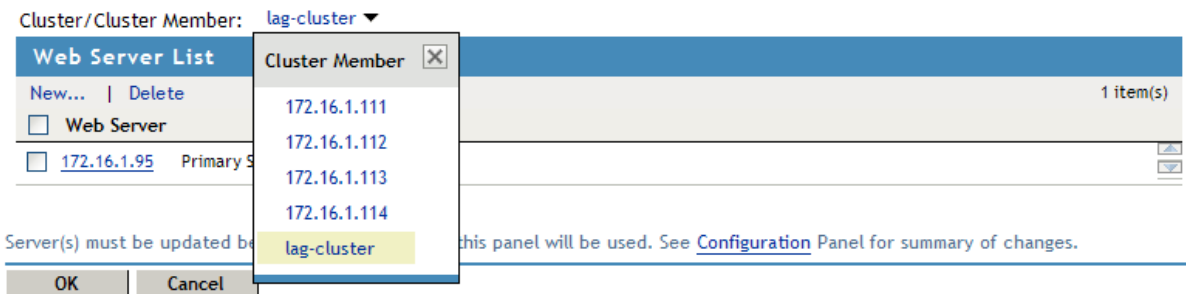 Cluster/Cluster Member: lag-cluster
Web Server List
Cluster Member
New... | Delete
1 item(s)
172.16.1.111
Web Server
172.16.1.112
172.16.1.95 Primary S
172.16.1.113
172.16.1.114
Server(s) must be updated be
this panel will be used. See Configuration Panel for summary of changes.
lag-cluster
OK Cancel